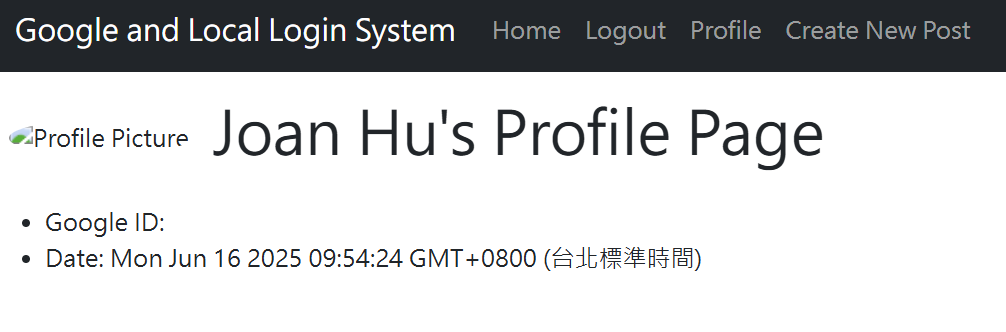 Google and Local Login System Home Logout Profile Create New Post
Profile Picture Joan Hu's Profile Page
Google ID:
Date: Mon Jun 16 2025 09:54:24 GMT+0800 (台北標準時間)